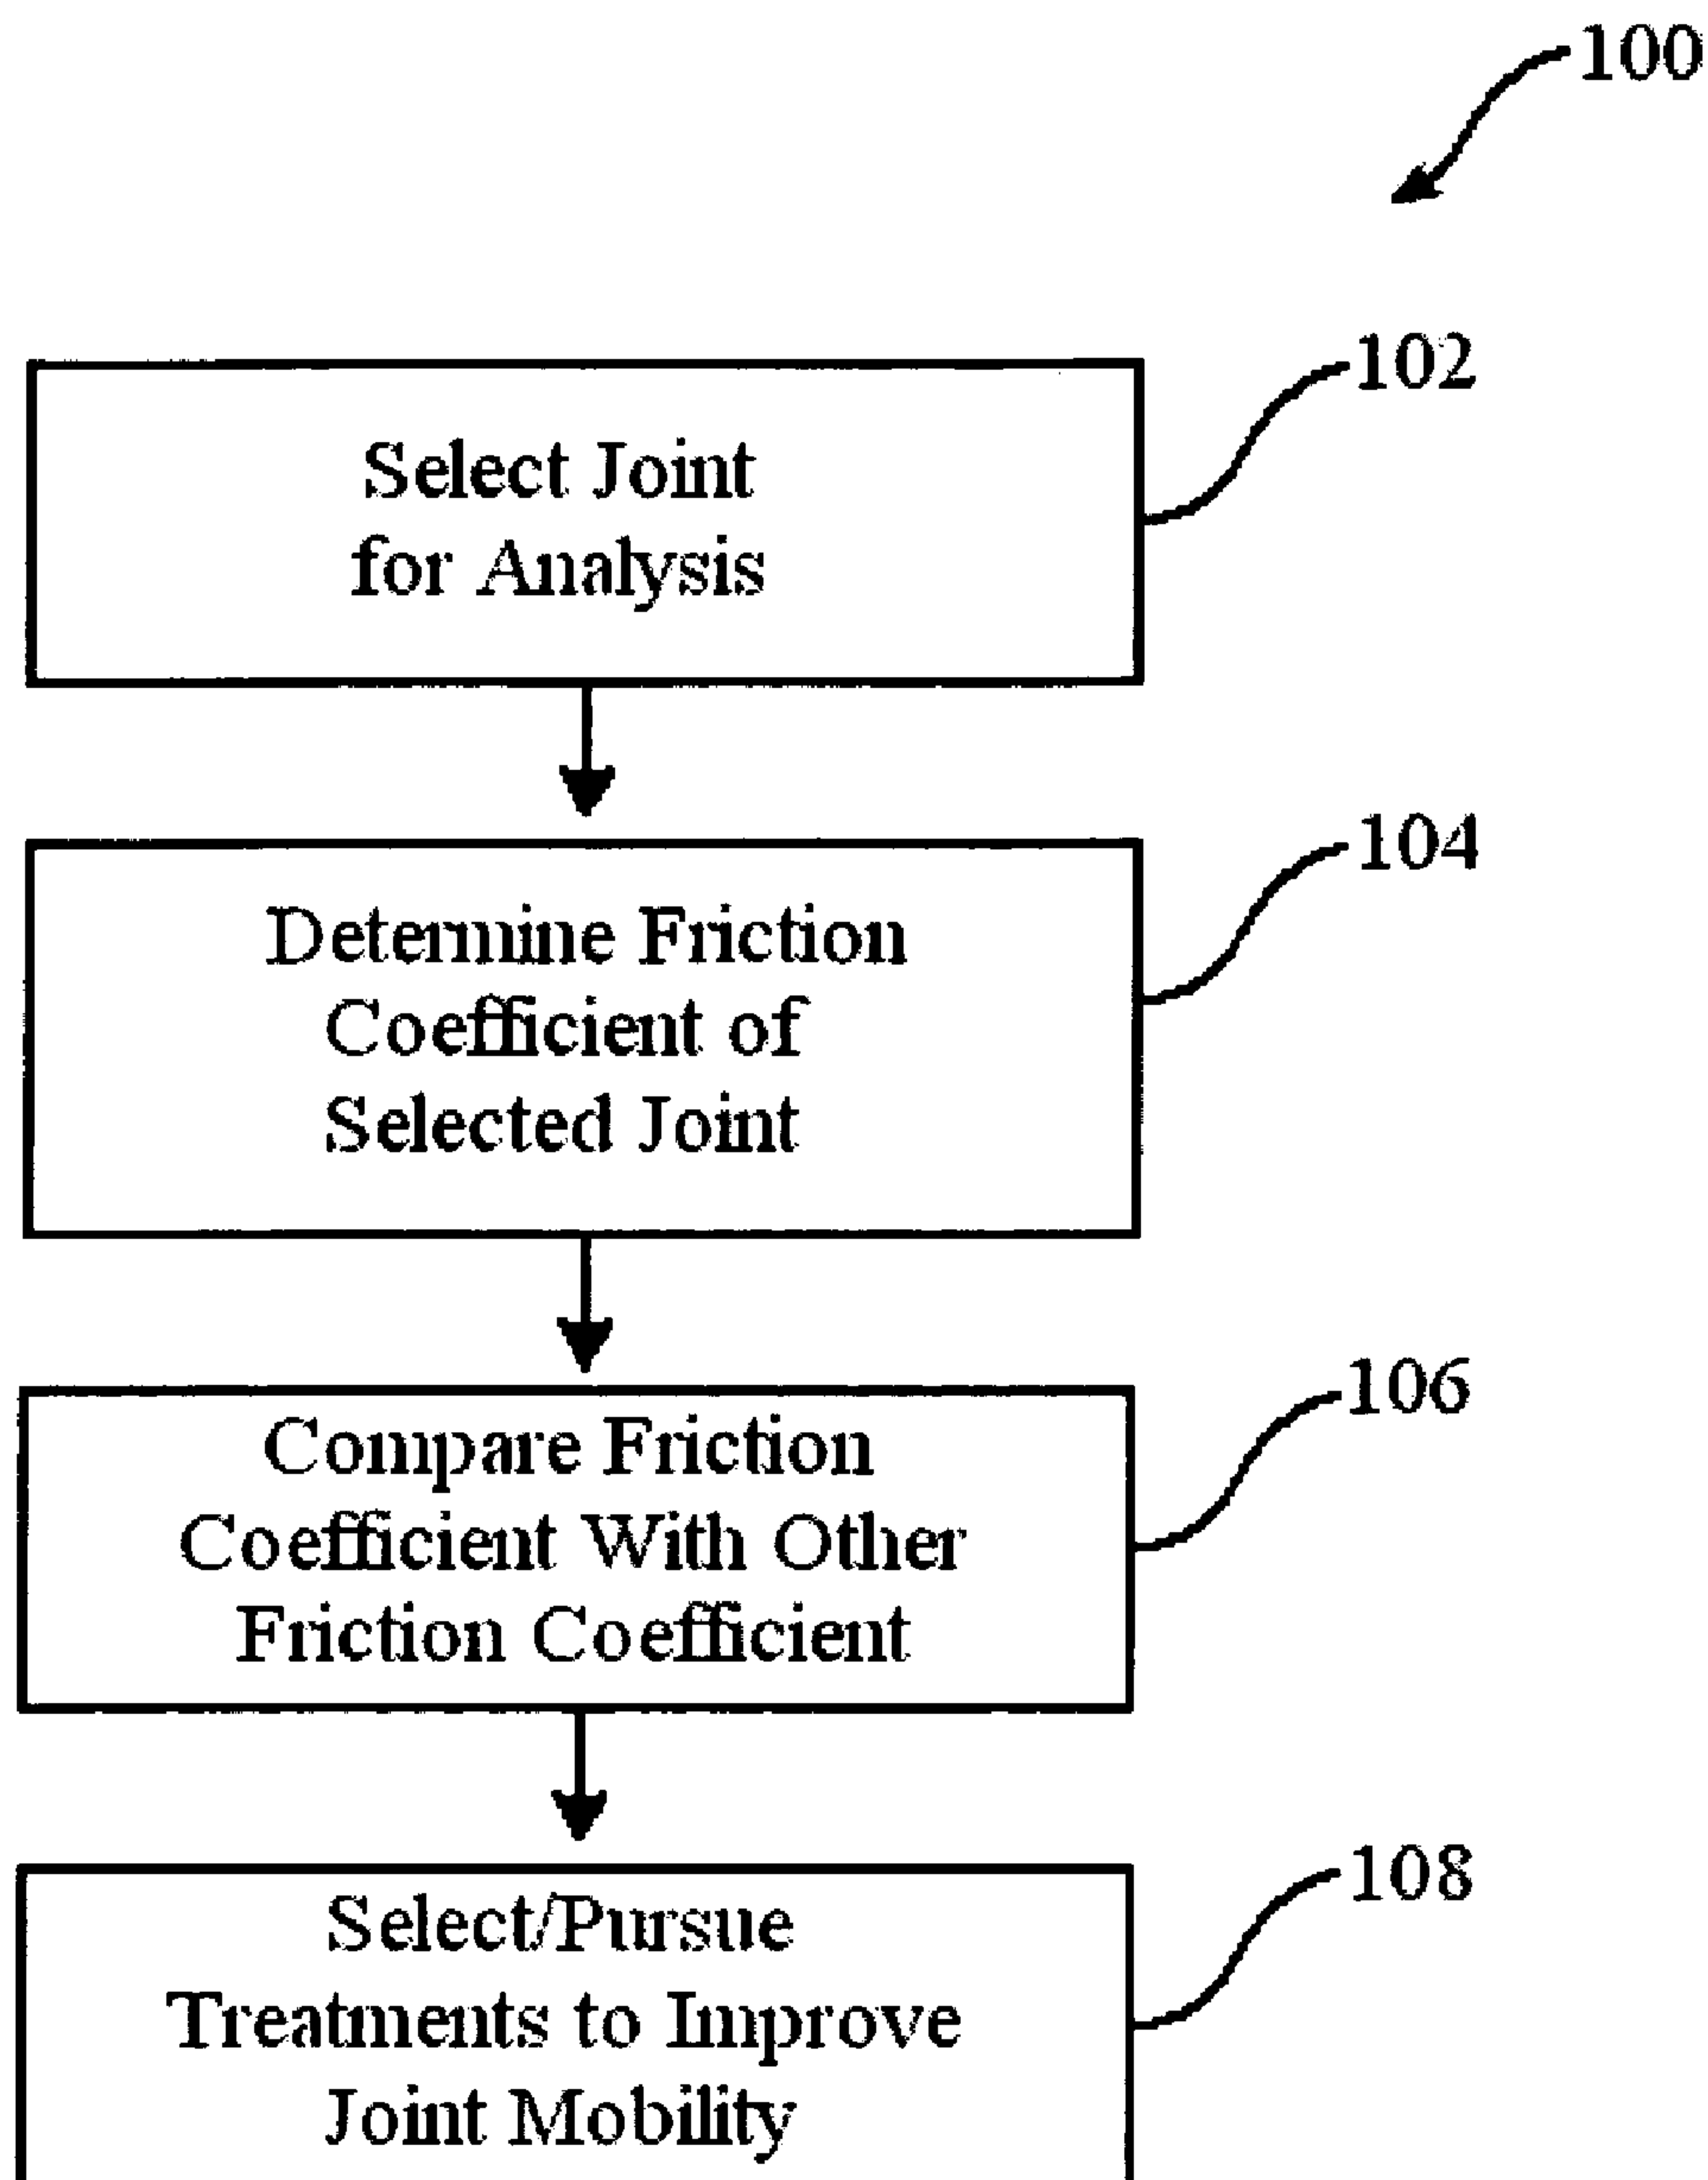 100
102
Select Joint
for Analysis
104
Determine Friction
Coefficient of
Selected Joint
106
Compare Friction
Coefficient With Other
Friction Coefficient
108
Select/Pursue
Treatments to Improve
Joint Mobility